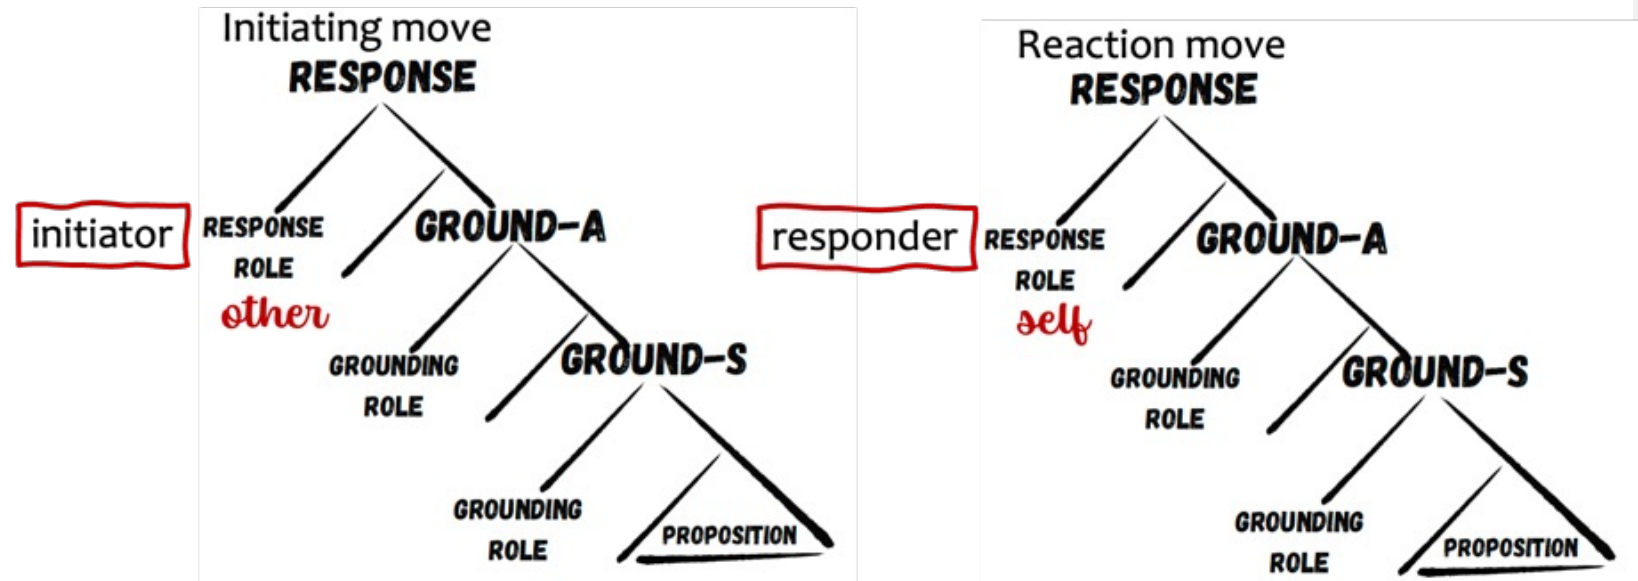 Initiating move
RESPONSE
initiator
RESPONSE
ROLE
other
GROUND-A
GROUNDING
ROLE
GROUND-S
GROUNDING
ROLE
PROPOSITION
Reaction move
RESPONSE
responder
RESPONSE
ROLE
self
GROUND-A
GROUNDING
ROLE
GROUND-S
GROUNDING
ROLE
PROPOSITION